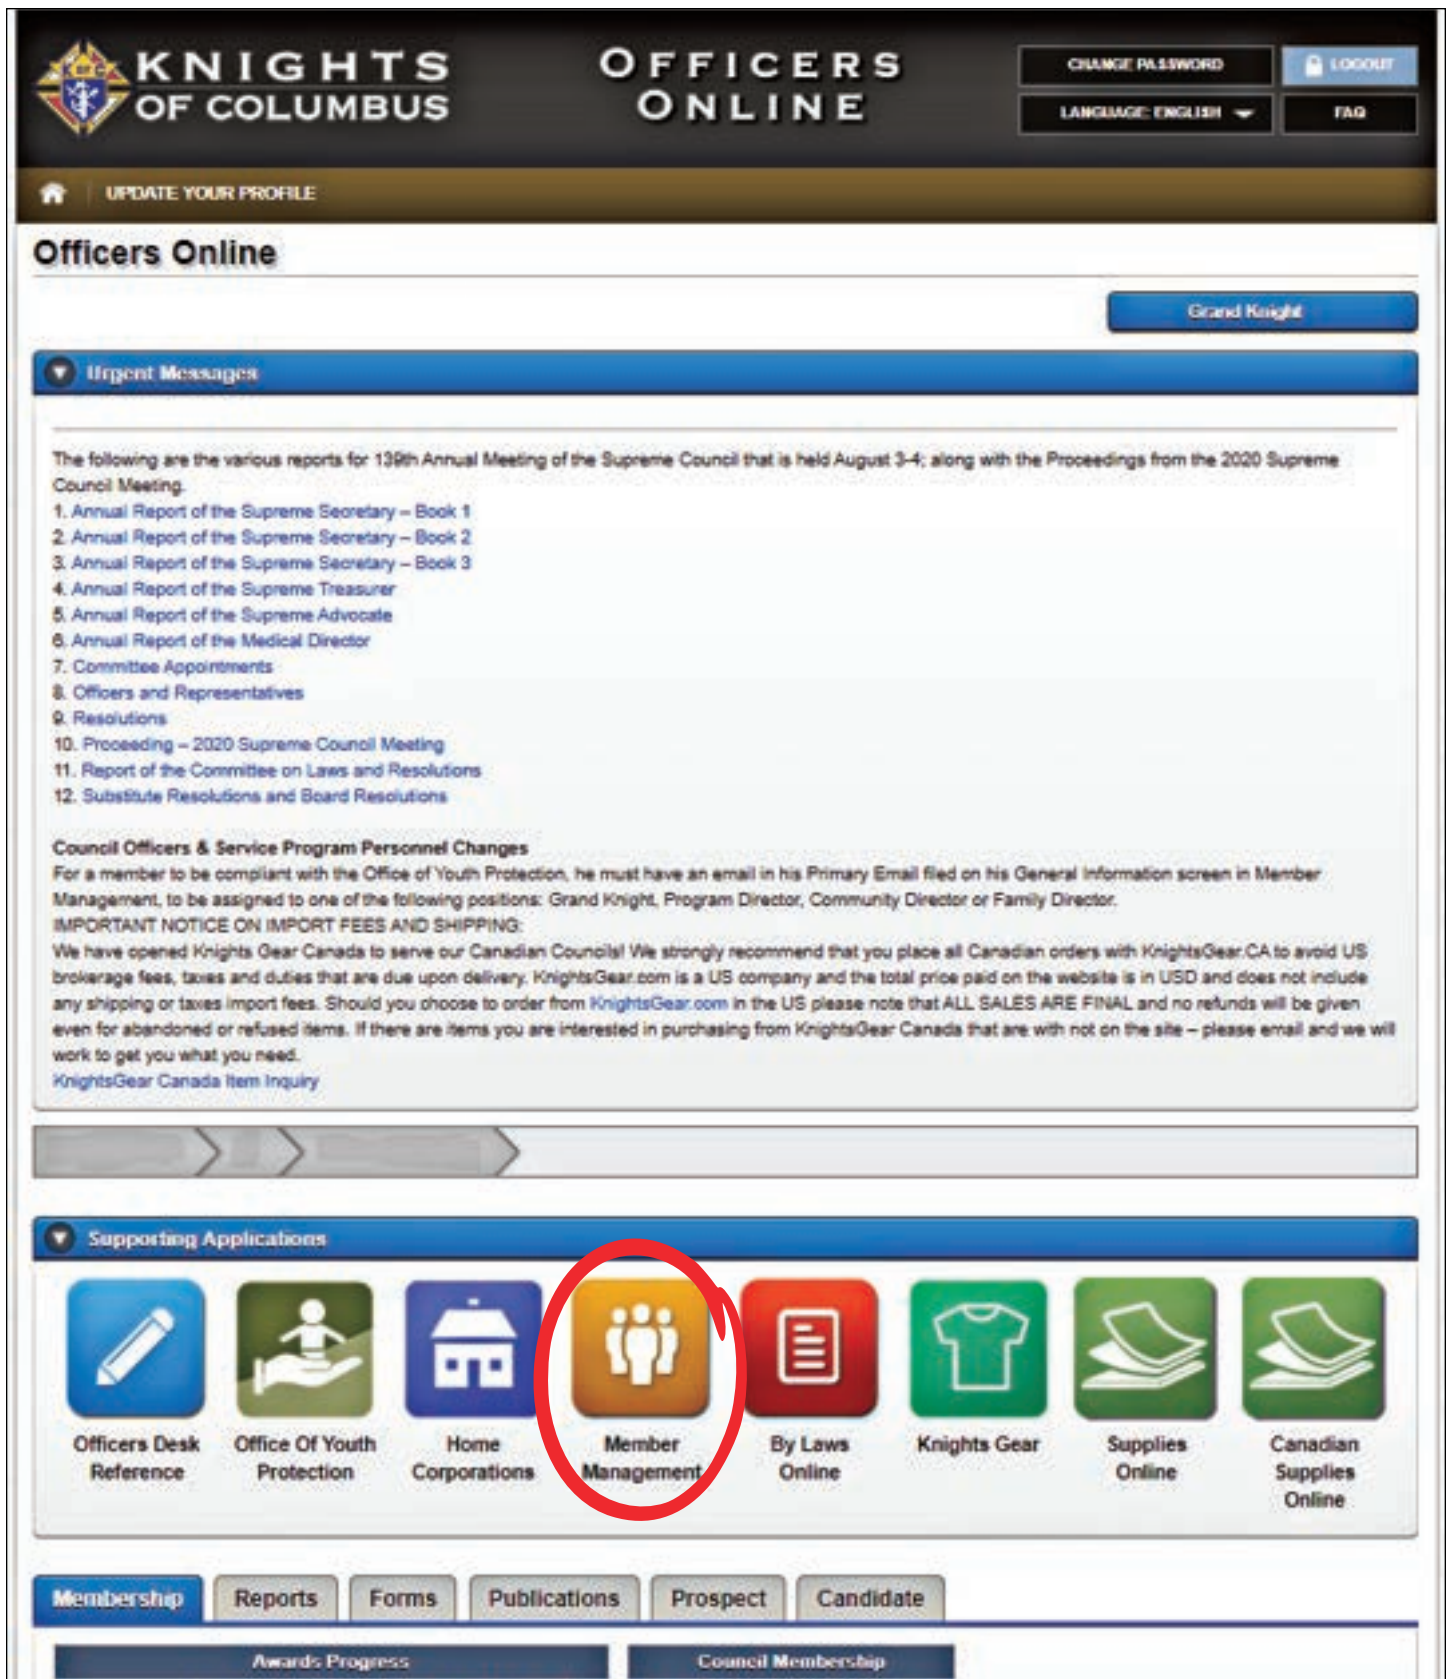 KNIGHTS
OF COLUMBUS
OFFICERS
ONLINE
CHANGE PASSWORD
LOGOUT
LANGUAGE: ENGLISH
FAQ
UPDATE YOUR PROFILE
Officers Online
Grand Knight
Urgent Messages
The following are the various reports for 139th Annual Meeting of the Supreme Council that is held August 3-4; along with the Proceedings from the 2020 Supreme
Council Meeting.
1. Annual Report of the Supreme Secretary – Book 1
2. Annual Report of the Supreme Secretary – Book 2
3. Annual Report of the Supreme Secretary – Book 3
4. Annual Report of the Supreme Treasurer
5. Annual Report of the Supreme Advocate
6. Annual Report of the Medical Director
7. Committee Appointments
8. Officers and Representatives
9. Resolutions
10. Proceeding – 2020 Supreme Council Meeting
11. Report of the Committee on Laws and Resolutions
12. Substitute Resolutions and Board Resolutions
Council Officers & Service Program Personnel Changes
For a member to be compliant with the Office of Youth Protection, he must have an email in his Primary Email filed on his General Information screen in Member
Management, to be assigned to one of the following positions: Grand Knight, Program Director, Community Director or Family Director.
IMPORTANT NOTICE ON IMPORT FEES AND SHIPPING:
We have opened Knights Gear Canada to serve our Canadian Councils! We strongly recommend that you place all Canadian orders with KnightsGear.CA to avoid US
brokerage fees, taxes and duties that are due upon delivery. KnightsGear.com is a US company and the total price paid on the website is in USD and does not include
any shipping or taxes import fees. Should you choose to order from KnightsGear.com in the US please note that ALL SALES ARE FINAL and no refunds will be given
even for abandoned or refused items. If there are items you are interested in purchasing from KnightsGear Canada that are with not on the site – please email and we will
work to get you what you need.
KnightsGear Canada Item Inquiry
Supporting Applications
Officers Desk
Reference
Office Of Youth
Protection
Home
Corporations
Member
Management
By Laws
Online
Knights Gear
Supplies
Online
Canadian
Supplies
Online
Membership
Reports
Forms
Publications
Prospect
Candidate
Awards Progress
Council Membership